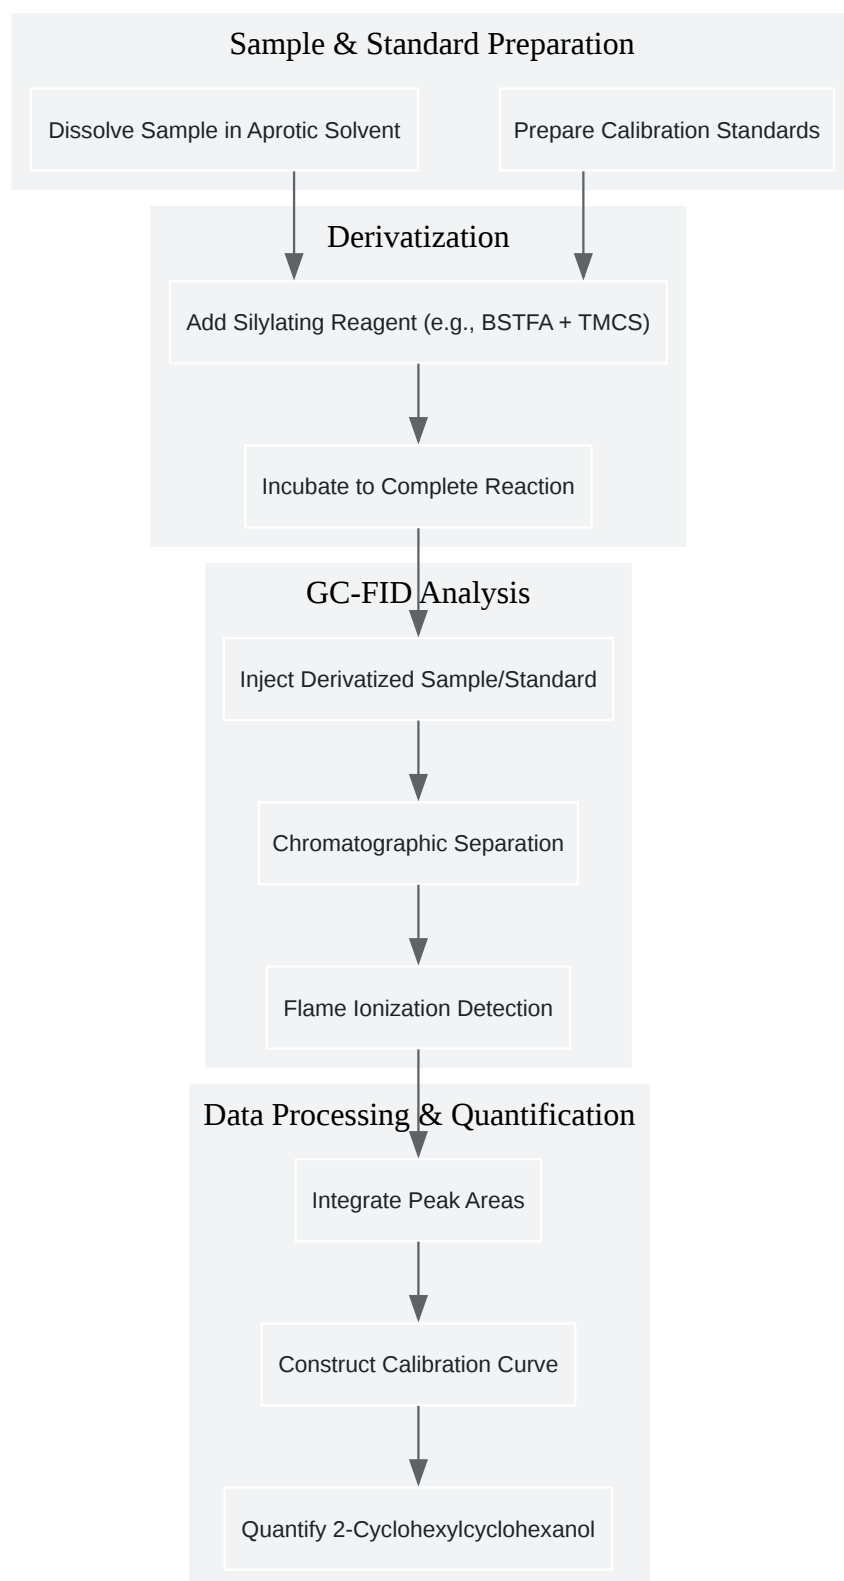 Sample & Standard Preparation
Dissolve Sample in Aprotic Solvent
Prepare Calibration Standards
Derivatization
Add Silylating Reagent (e.g., BSTFA + TMCS)
Incubate to Complete Reaction
GC-FID Analysis
Inject Derivatized Sample/Standard
Chromatographic Separation
Flame Ionization Detection
Data Processing & Quantification
Integrate Peak Areas
Construct Calibration Curve
Quantify 2-Cyclohexylcyclohexanol